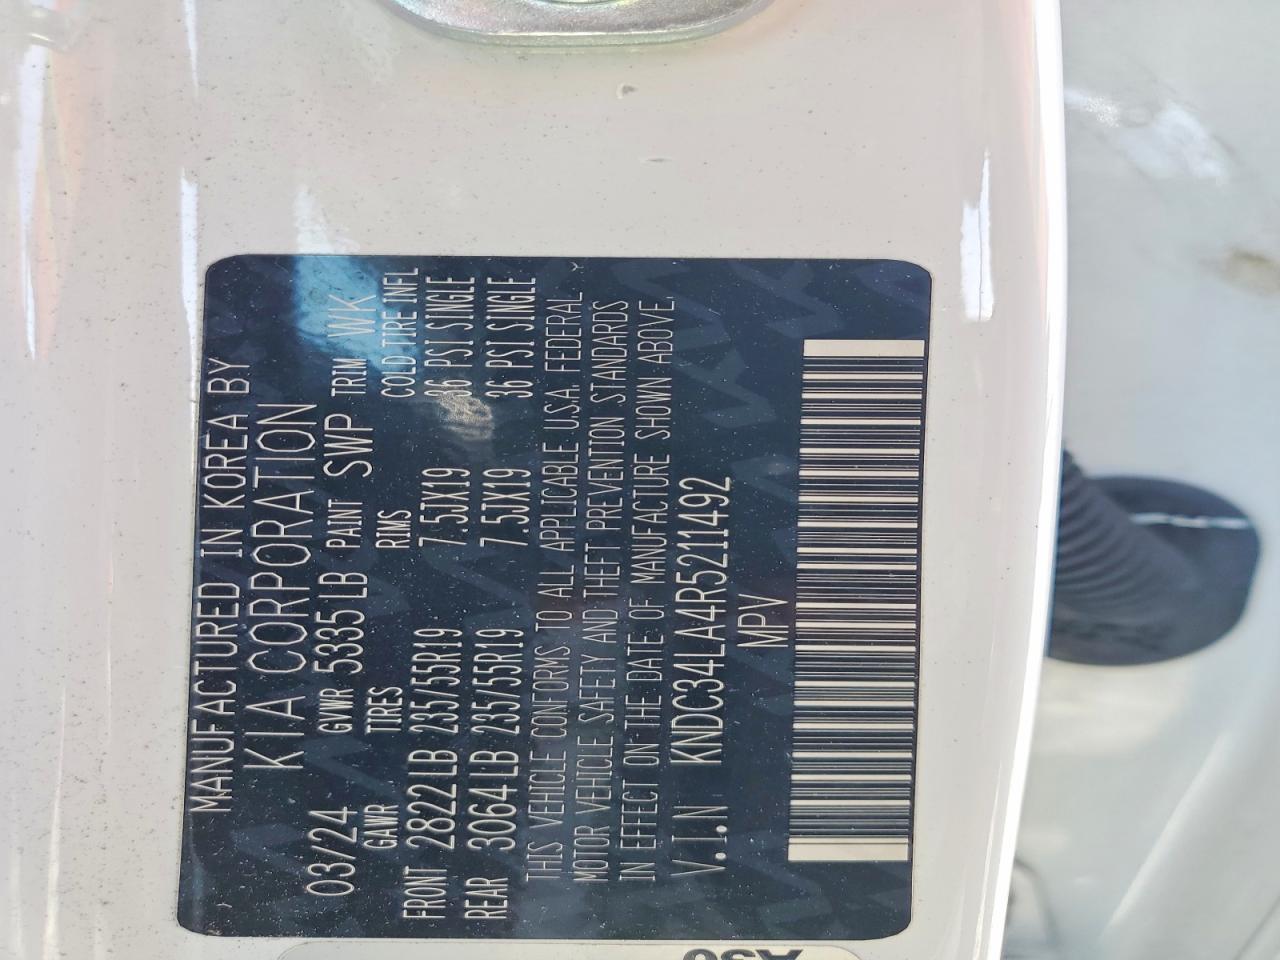 MANUFACTURED IN KOREA BY
KIA CORPORATION
03/24 GVWR 5335 LB PAINT SWP TRIM WK
GAWR TIRES RIMS COLD TIRE INFL
FRONT 2822 LB 235/55R19 7.5JX19 36 PSI SINGLE
REAR 3064 LB 235/55R19 7.5JX19 36 PSI SINGLE
THIS VEHICLE CONFORMS TO ALL APPLICABLE U.S.A. FEDERAL
MOTOR VEHICLE SAFETY AND THEFT PREVENTION STANDARDS
IN EFFECT ON THE DATE OF MANUFACTURE SHOWN ABOVE.
V.I.N KNDC34LA4R5211492
MPV